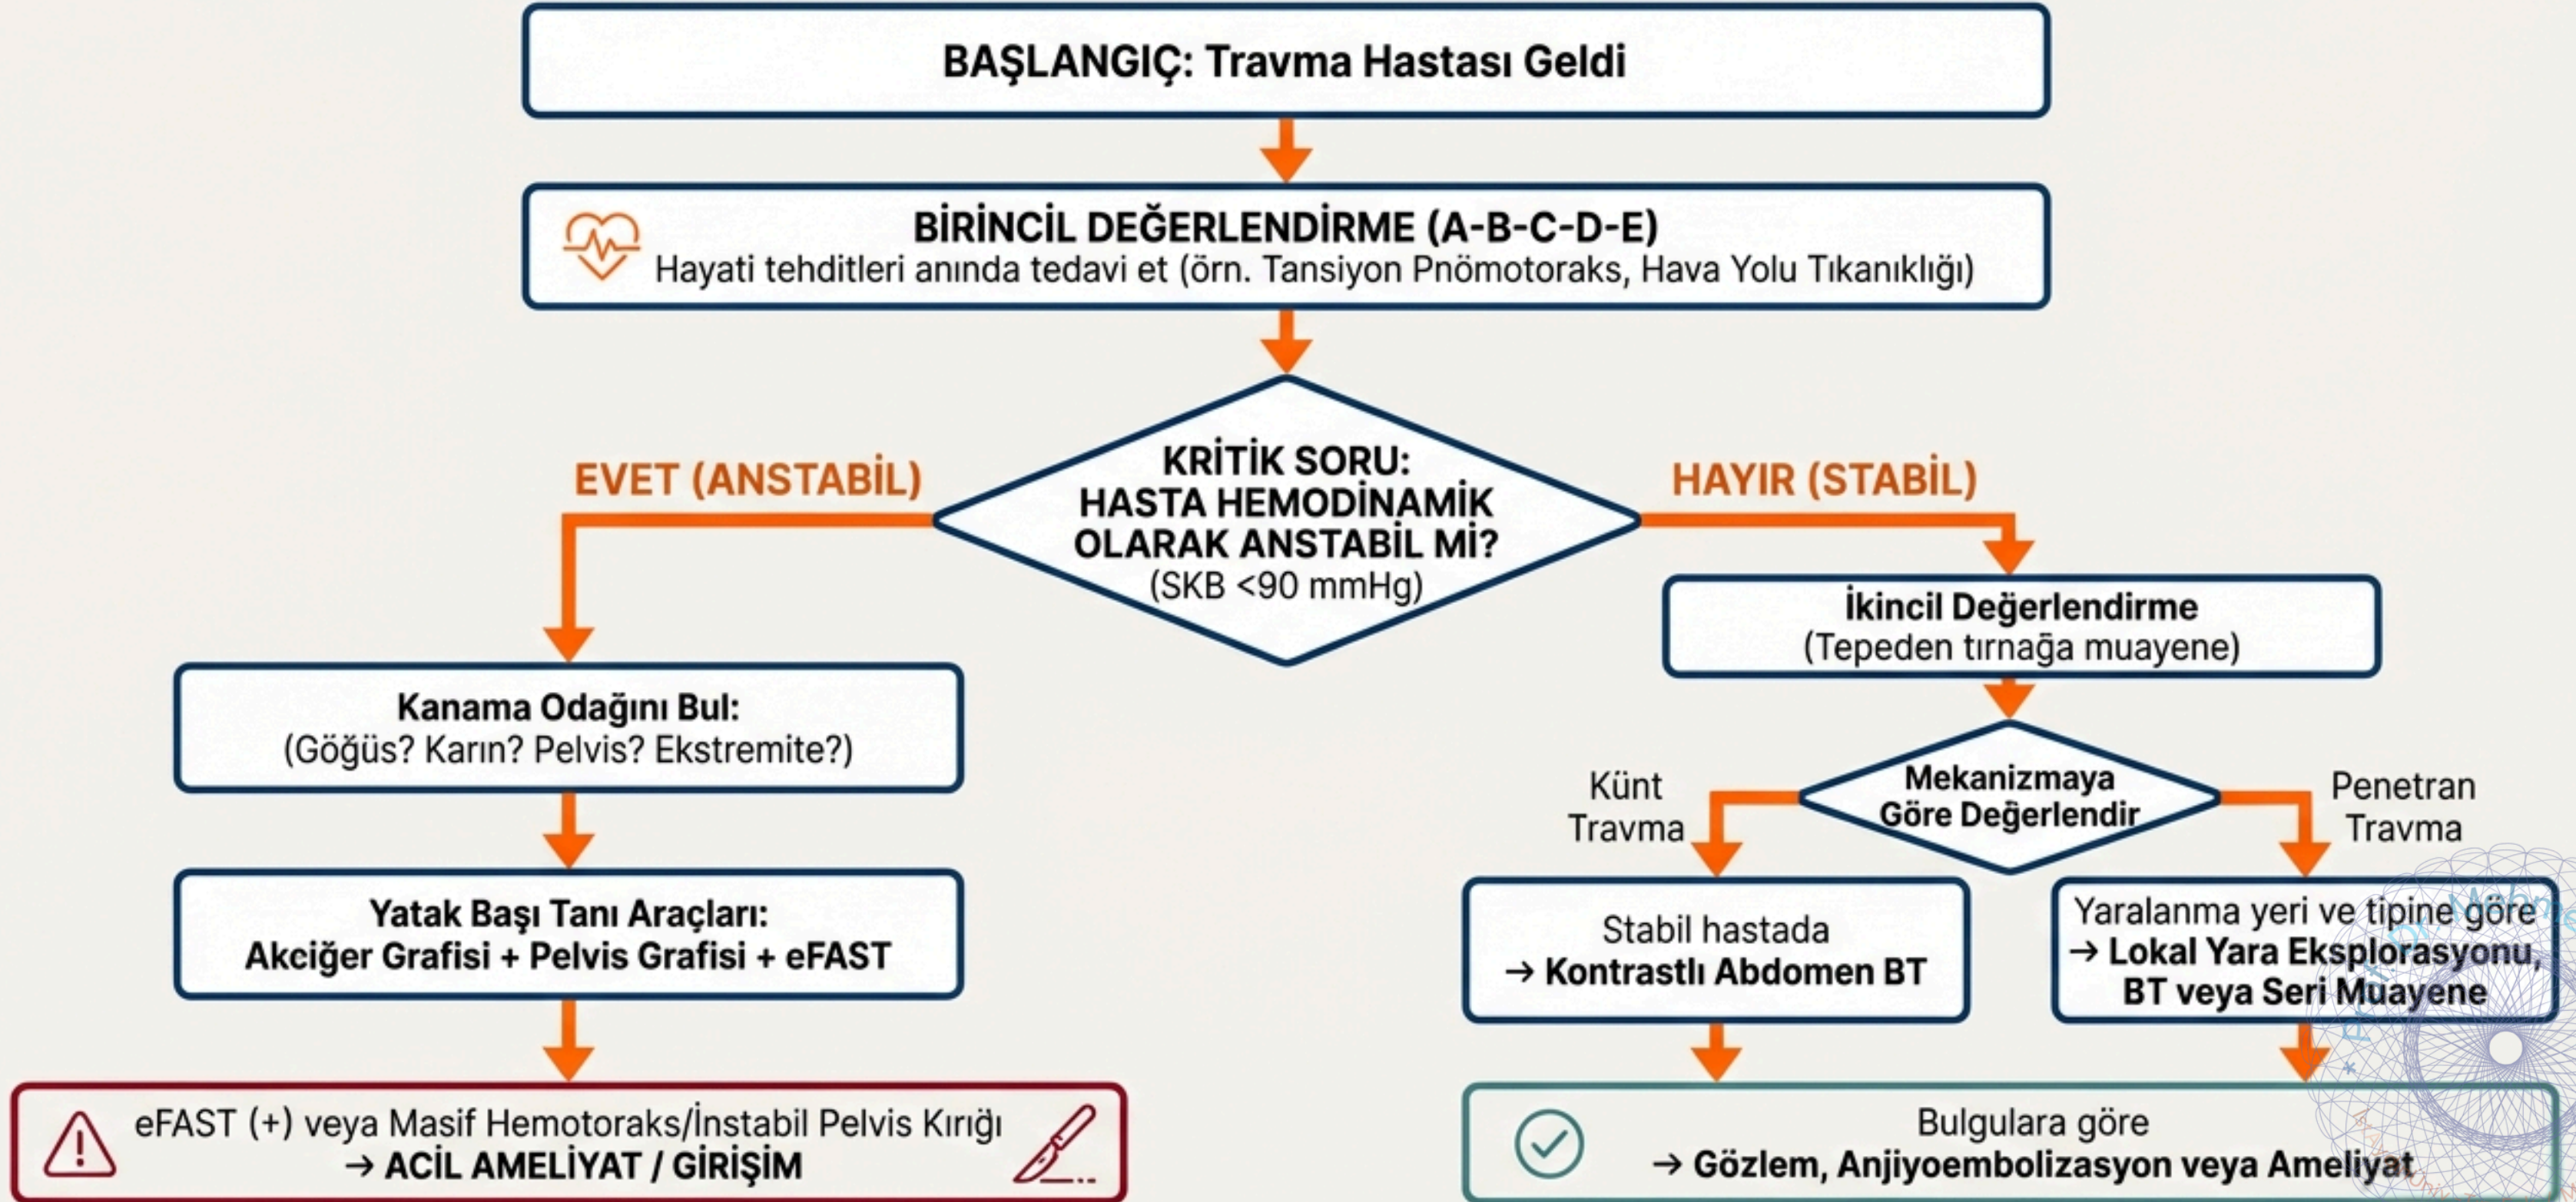 BAŞLANGIÇ: Travma Hastası Geldi
BİRİNCİL DEĞERLENDİRME (A-B-C-D-E)
Hayati tehditleri anında tedavi et (örn. Tansiyon Pnömotoraks, Hava Yolu Tıkanıklığı)
KRİTİK SORU:
HASTA HEMODİNAMİK
OLARAK ANSTABİL Mİ?
(SKB <90 mmHg)
EVET (ANSTABİL)
Kanama Odağını Bul:
(Göğüs? Karın? Pelvis? Ekstremite?)
Yatak Başı Tanı Araçları:
Akciğer Grafisi + Pelvis Grafisi + eFAST
eFAST (+) veya Masif Hemotoraks/İnstabil Pelvis Kırığı
→ ACİL AMELİYAT / GİRİŞİM
HAYIR (STABİL)
İkincil Değerlendirme
(Tepeden tırnağa muayene)
Mekanizmaya
Göre Değerlendir
Künt
Travma
Stabil hastada
→ Kontrastlı Abdomen BT
Penetran
Travma
Yaralanma yeri ve tipine göre
→ Lokal Yara Eksplorasyonu,
BT veya Seri Muayene
Bulgulara göre
→ Gözlem, Anjiyoembolizasyon veya Ameliyat